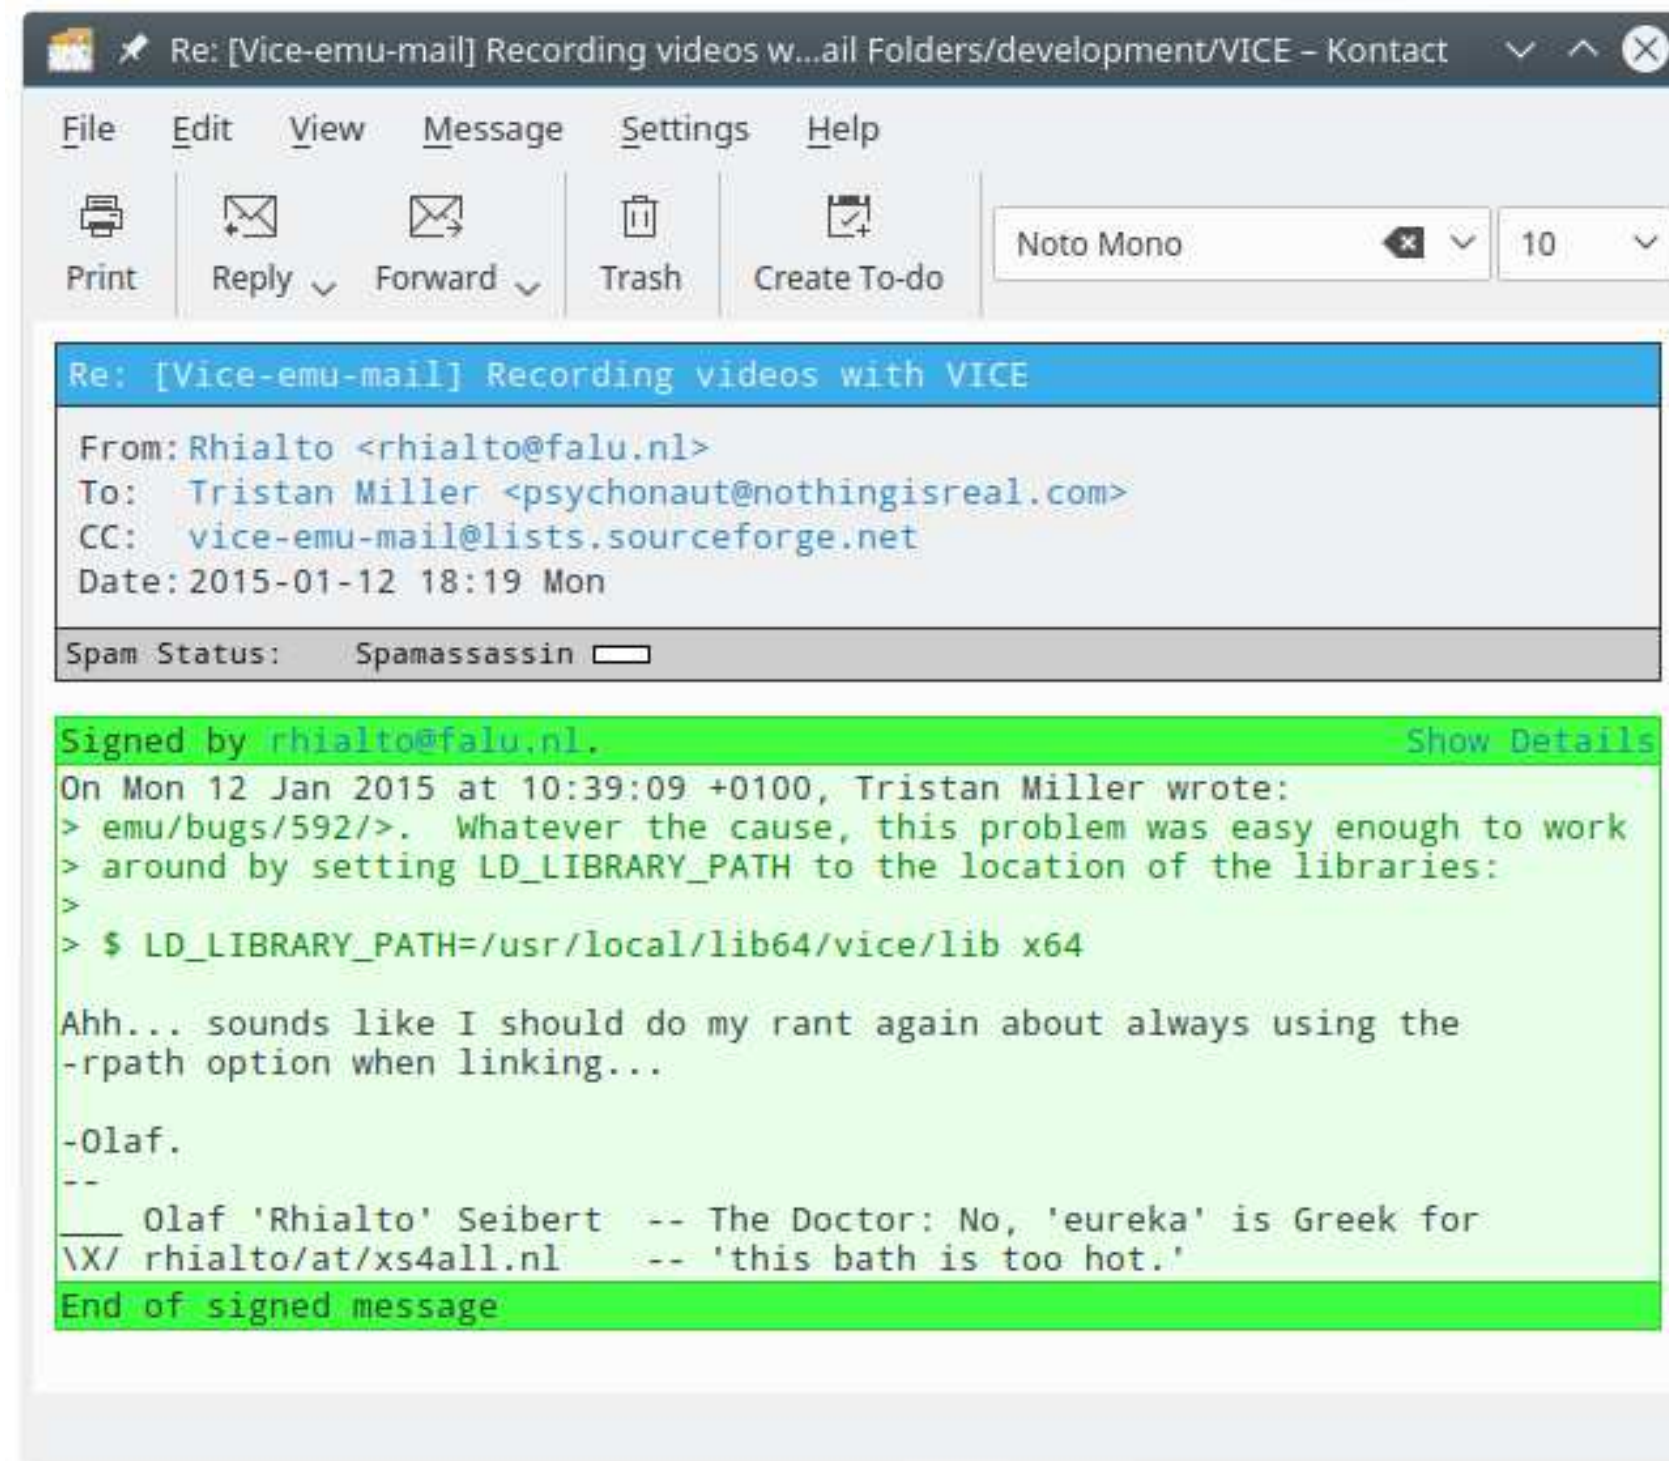 Re: [Vice-emu-mail] Recording videos w...ail Folders/development/VICE – Kontact
File Edit View Message Settings Help
Print Reply Forward Trash Create To-do Noto Mono 10
Re: [Vice-emu-mail] Recording videos with VICE
From: Rhialto <rhialto@falu.nl>
To: Tristan Miller <psychonaut@nothingisreal.com>
CC: vice-emu-mail@lists.sourceforge.net
Date: 2015-01-12 18:19 Mon
Spam Status: Spamassassin
Signed by rhialto@falu.nl. Show Details
On Mon 12 Jan 2015 at 10:39:09 +0100, Tristan Miller wrote:
> emu/bugs/592/>.  Whatever the cause, this problem was easy enough to work
> around by setting LD_LIBRARY_PATH to the location of the libraries:
>
> $ LD_LIBRARY_PATH=/usr/local/lib64/vice/lib x64
Ahh... sounds like I should do my rant again about always using the
-rpath option when linking...
-Olaf.
--
___ Olaf 'Rhialto' Seibert  -- The Doctor: No, 'eureka' is Greek for
\X/ rhialto/at/xs4all.nl    -- 'this bath is too hot.'
End of signed message